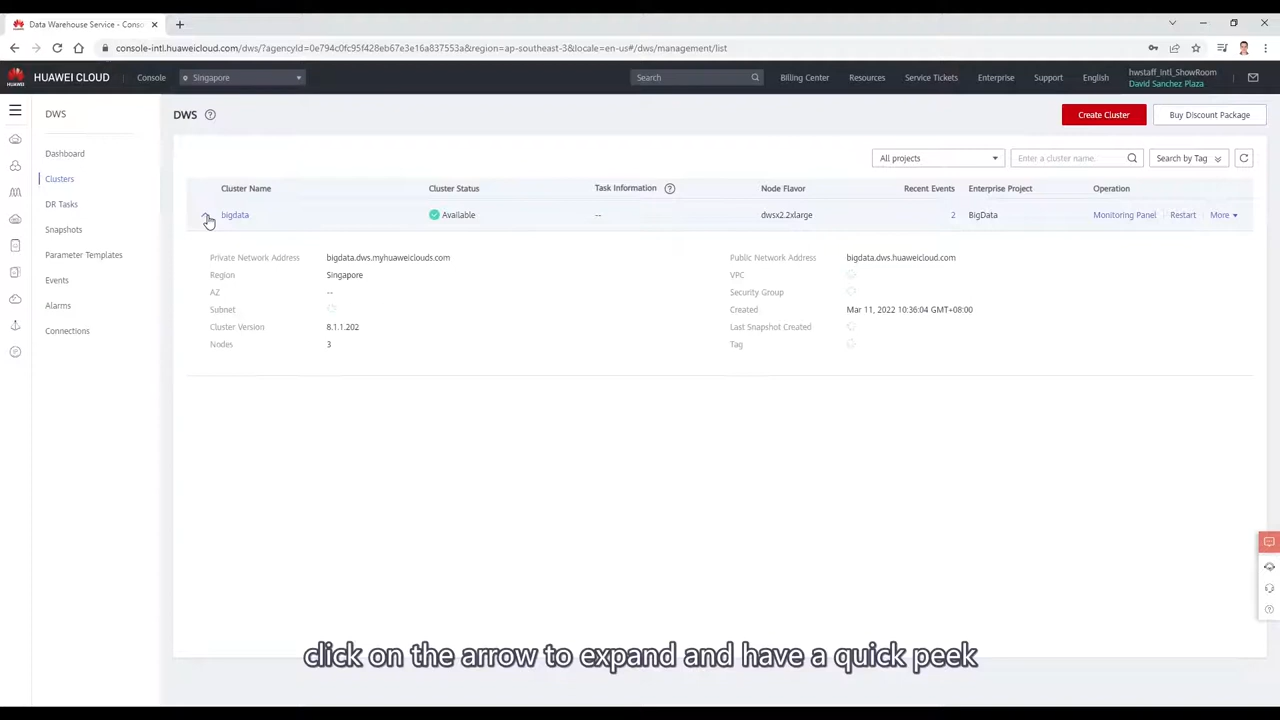 Data Warehouse Service - Conso
console-intl.huaweicloud.com/dws/?agencyId=0e794c0fc95f428eb67e3e16a837553a&region=ap-southeast-3&locale=en-us#/dws/management/list
HUAWEI
HUAWEI CLOUD
Console
Singapore
Search
Billing Center
Resources
Service Tickets
Enterprise
Support
English
hwstaff_intl_ShowRoom
David Sanchez Plaza
DWS
Dashboard
Clusters
DR Tasks
Snapshots
Parameter Templates
Events
Alarms
Connections
DWS
Create Cluster
Buy Discount Package
All projects
Enter a cluster name.
Search by Tag
Cluster Name Cluster Status Task Information Node Flavor Recent Events Enterprise Project Operation
bigdata Available -- dwsx2.2xlarge 2 BigData Monitoring Panel Restart More
Private Network Address bigdata.dws.myhuaweiclouds.com Public Network Address bigdata.dws.huaweicloud.com
Region Singapore VPC
AZ -- Security Group
Subnet Created Mar 11, 2022 10:36:04 GMT+08:00
Cluster Version 8.1.1.202 Last Snapshot Created
Nodes 3 Tag
click on the arrow to expand and have a quick peek